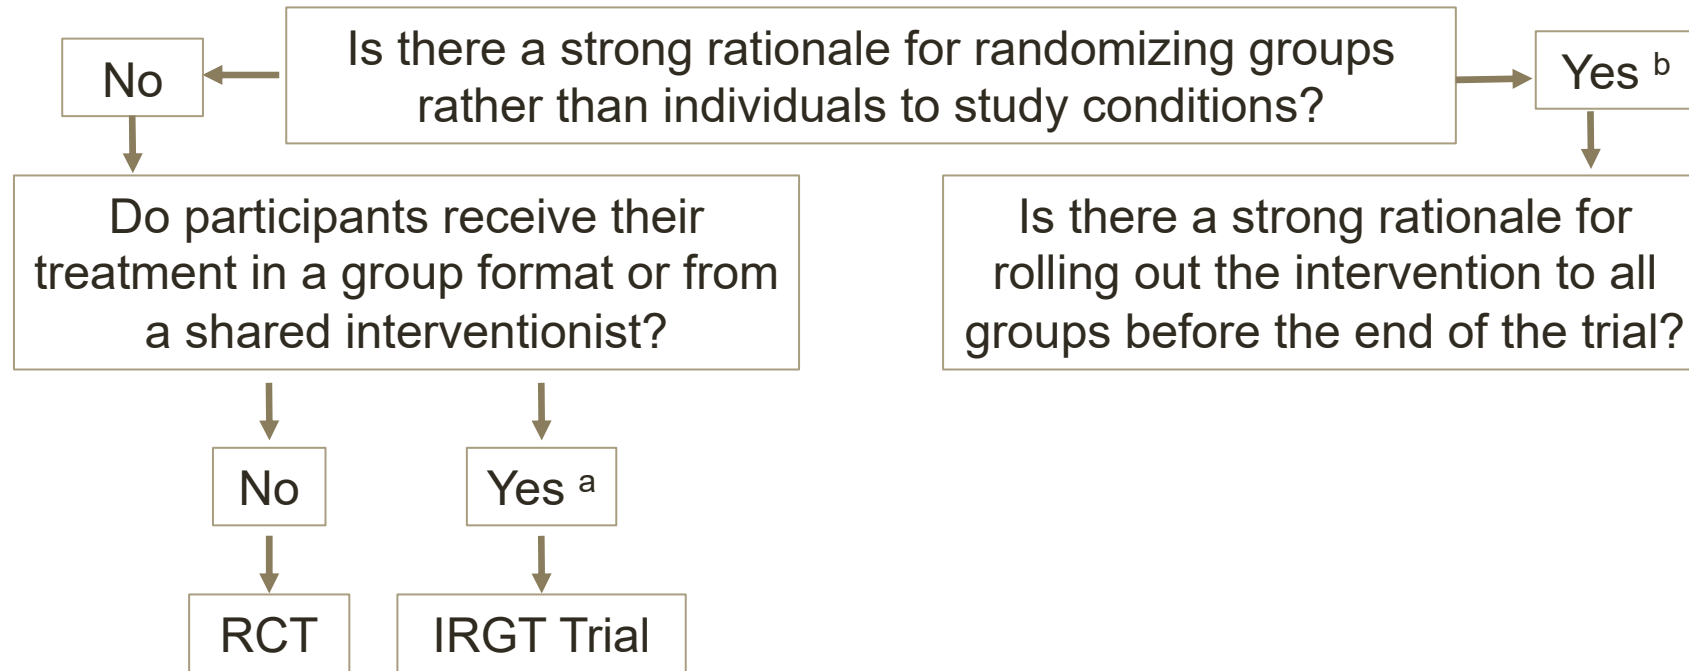 Is there a strong rationale for randomizing groups
rather than individuals to study conditions?
No
Yes b
Do participants receive their
treatment in a group format or from
a shared interventionist?
Is there a strong rationale for
rolling out the intervention to all
groups before the end of the trial?
No
Yes a
RCT
IRGT Trial